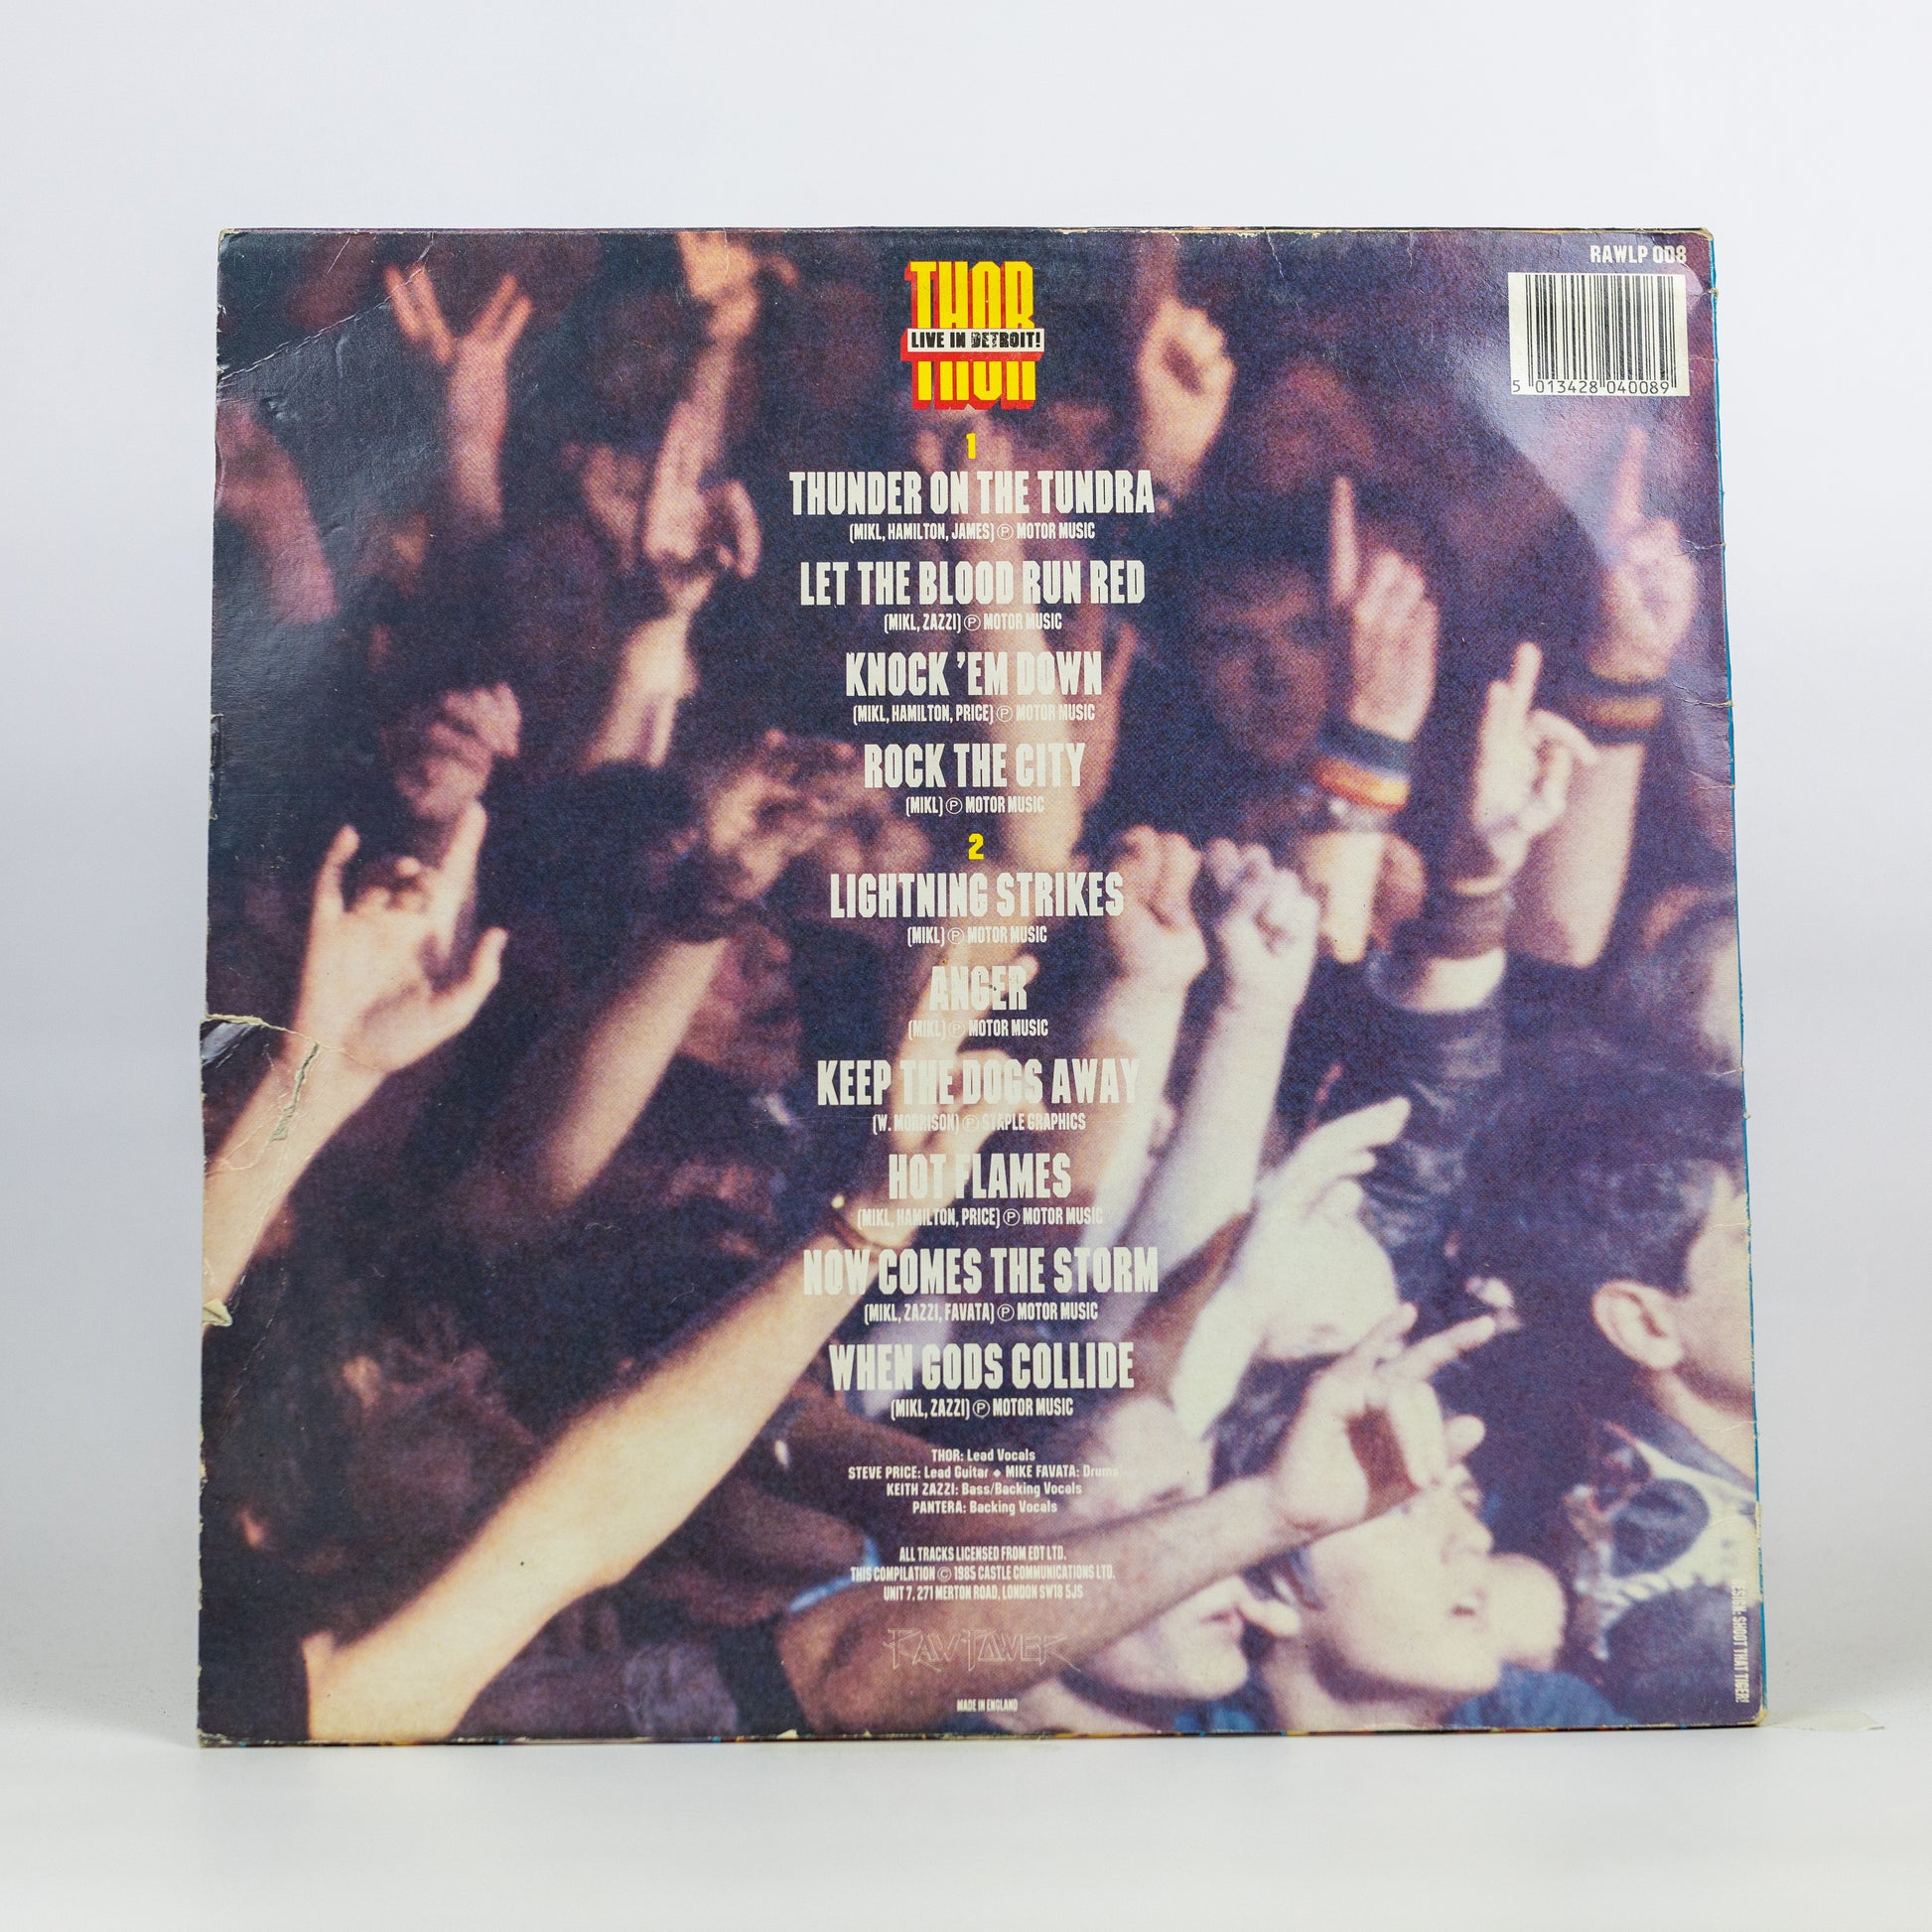 RAWLP 008
5 013428 040089
THOR
LIVE IN DETROIT!
THOR
1
THUNDER ON THE TUNDRA
(MIKL, HAMILTON, JAMES) Ⓟ MOTOR MUSIC
LET THE BLOOD RUN RED
(MIKL, ZAZZI) Ⓟ MOTOR MUSIC
KNOCK 'EM DOWN
(MIKL, HAMILTON, PRICE) Ⓟ MOTOR MUSIC
ROCK THE CITY
(MIKL) Ⓟ MOTOR MUSIC
2
LIGHTNING STRIKES
(MIKL) Ⓟ MOTOR MUSIC
ANGER
(MIKL) Ⓟ MOTOR MUSIC
KEEP THE DOGS AWAY
(W. MORRISON) Ⓟ STAPLE GRAPHICS
HOT FLAMES
(MIKL, HAMILTON, PRICE) Ⓟ MOTOR MUSIC
NOW COMES THE STORM
(MIKL, ZAZZI, FAVATA) Ⓟ MOTOR MUSIC
WHEN GODS COLLIDE
(MIKL, ZAZZI) Ⓟ MOTOR MUSIC
THOR: Lead Vocals
STEVE PRICE: Lead Guitar ◆ MIKE FAVATA: Drums
KEITH ZAZZI: Bass/Backing Vocals
PANTERA: Backing Vocals
ALL TRACKS LICENSED FROM EDT LTD.
THIS COMPILATION © 1985 CASTLE COMMUNICATIONS LTD.
UNIT 7, 271 MERTON ROAD, LONDON SW18 5JS
RAW POWER
MADE IN ENGLAND
DESIGN: SHOOT THAT TIGER!